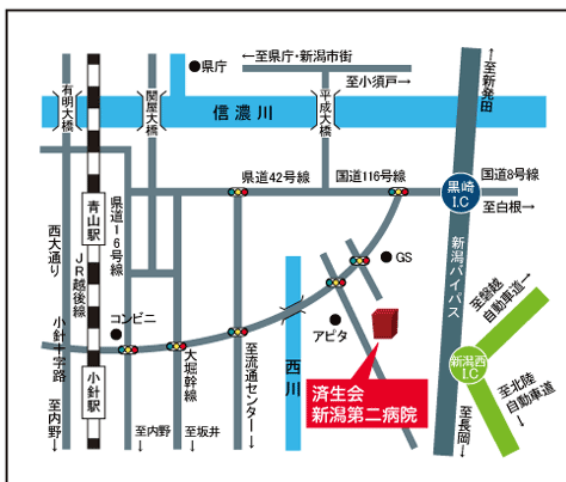 ●県庁
←至県庁・新潟市街
至小須戸→
←至新発田
有明大橋
関屋大橋
信濃川
平成大橋
県道42号線
国道116号線
国道8号線
黒崎
I.C
至白根→
青山駅
県道16号線
西大通り
JR越後線
新潟バイパス
●GS
コンビニ
アピタ
至磐越
自動車道→
小針十字路
小針駅
大堀幹線
至流通センター→
西川
済生会
新潟第二病院
新潟西
I.C
至北陸
自動車道
↓
至内野↓
至内野↓
至坂井
↓
至長岡↓